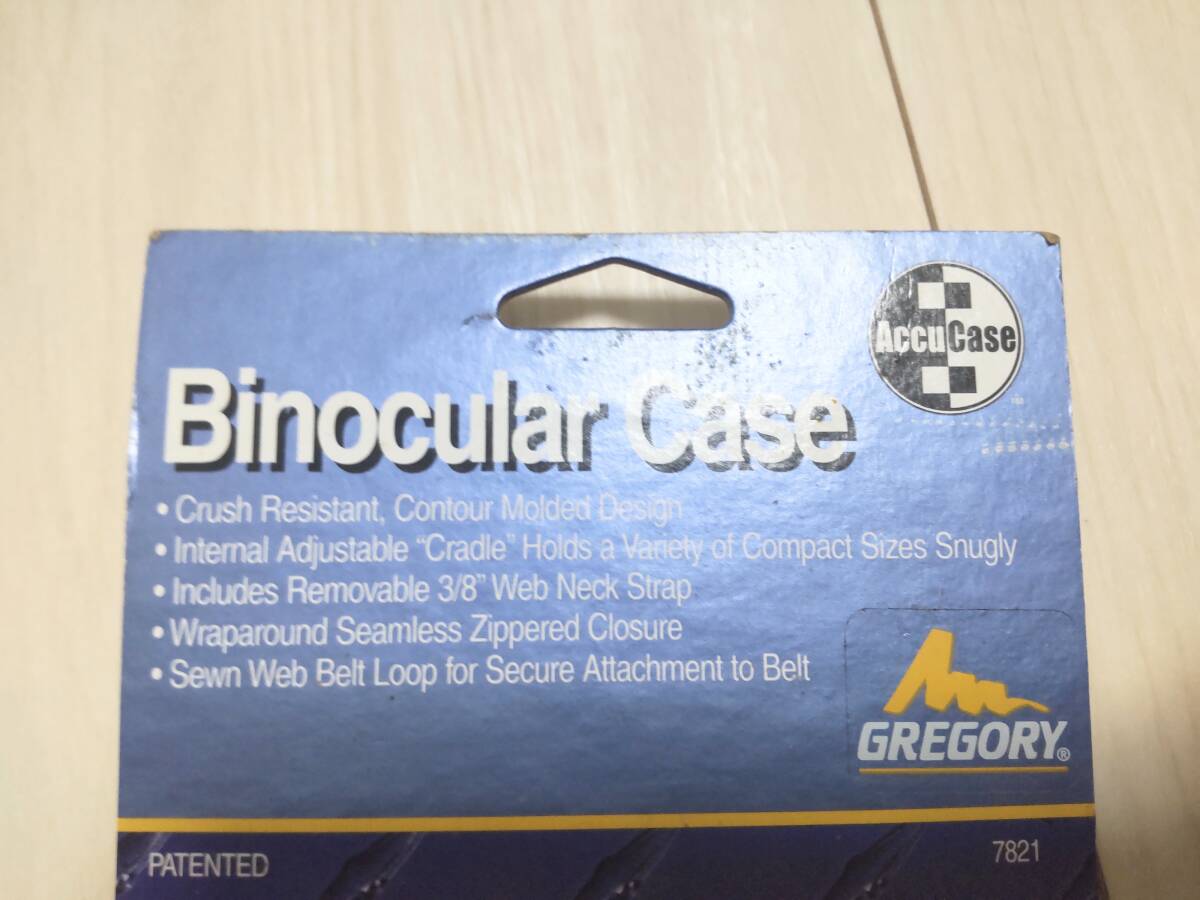 AccuCase
Binocular Case
• Crush Resistant, Contour Molded Design
• Internal Adjustable “Cradle” Holds a Variety of Compact Sizes Snugly
• Includes Removable 3/8” Web Neck Strap
• Wraparound Seamless Zippered Closure
• Sewn Web Belt Loop for Secure Attachment to Belt
GREGORY®
PATENTED
7821